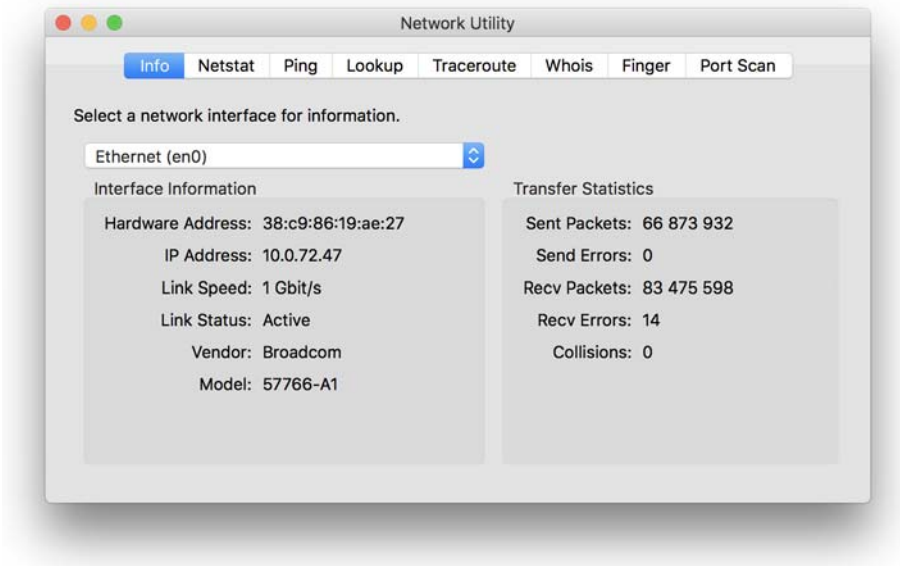 Network Utility
Info Netstat Ping Lookup Traceroute Whois Finger Port Scan
Select a network interface for information.
Ethernet (en0)
Interface Information
Hardware Address: 38:c9:86:19:ae:27
IP Address: 10.0.72.47
Link Speed: 1 Gbit/s
Link Status: Active
Vendor: Broadcom
Model: 57766-A1
Transfer Statistics
Sent Packets: 66 873 932
Send Errors: 0
Recv Packets: 83 475 598
Recv Errors: 14
Collisions: 0